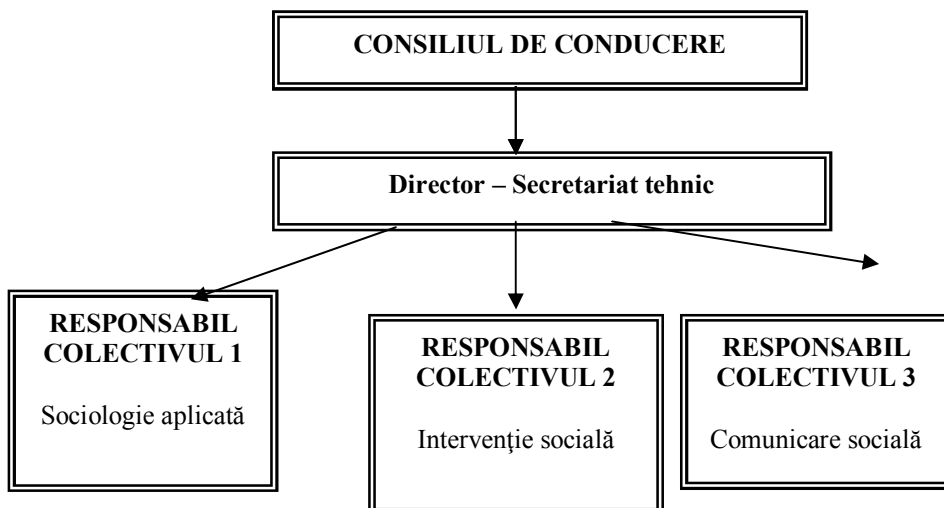 CONSILIUL DE CONDUCERE
Director – Secretariat tehnic
RESPONSABIL
COLECTIVUL 1
Sociologie aplicată
RESPONSABIL
COLECTIVUL 2
Intervenţie socială
RESPONSABIL
COLECTIVUL 3
Comunicare socială